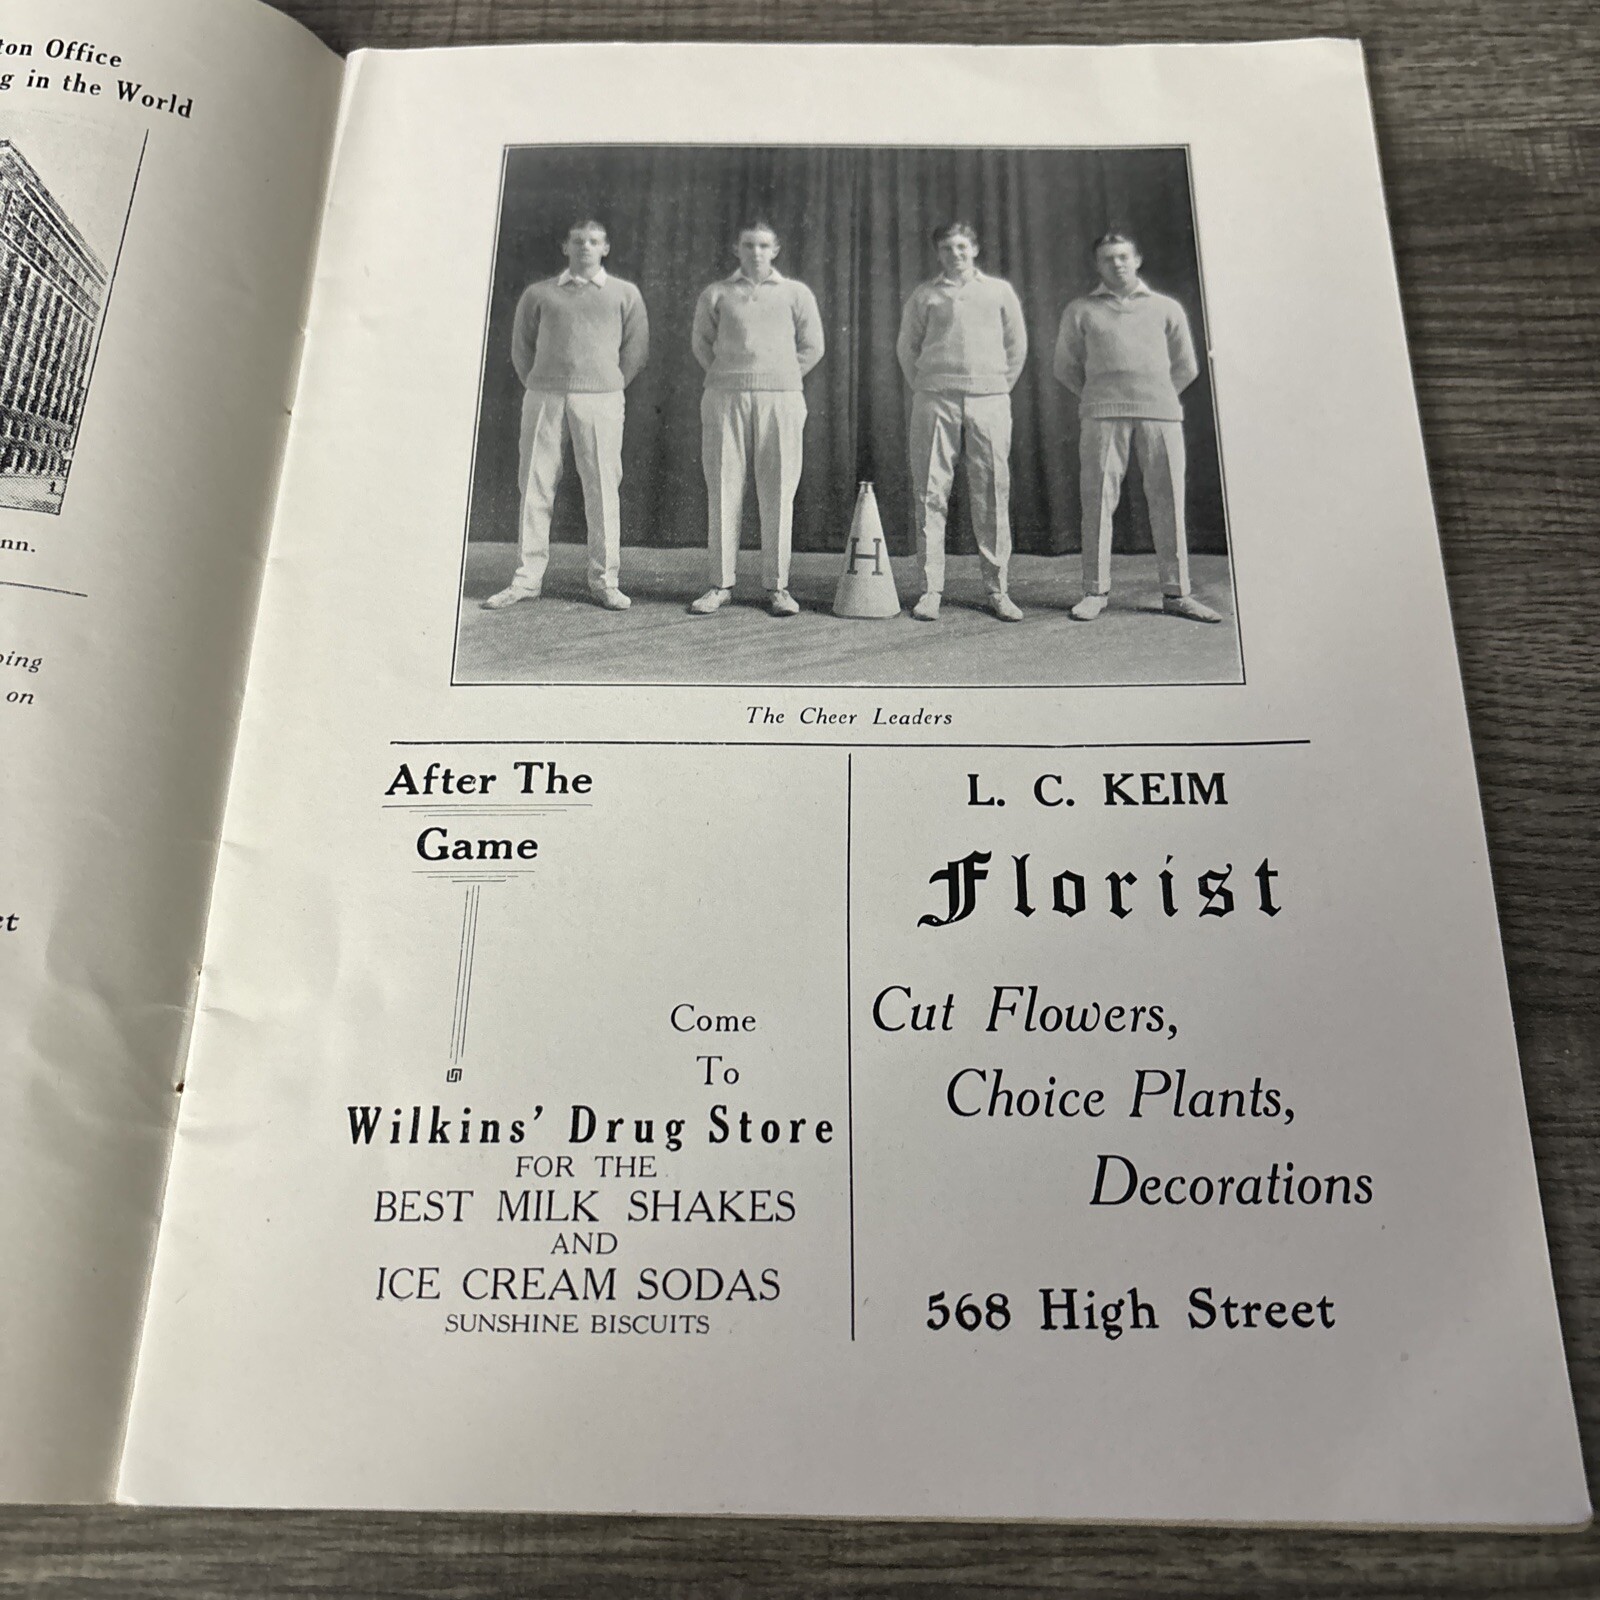 ton Office
g in the World
nn.
ping
on
ct
H
The Cheer Leaders
After The
Game
Come
To
Wilkins’ Drug Store
FOR THE
BEST MILK SHAKES
AND
ICE CREAM SODAS
SUNSHINE BISCUITS
L. C. KEIM
Florist
Cut Flowers,
Choice Plants,
Decorations
568 High Street